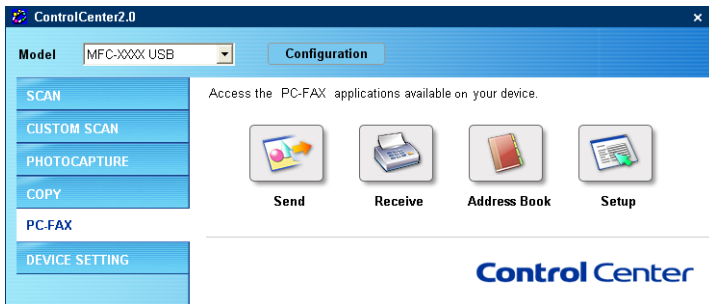 ControlCenter2.0
Model MFC-XXXX USB Configuration
SCAN
CUSTOM SCAN
PHOTOCAPTURE
COPY
PC-FAX
DEVICE SETTING
Access the PC-FAX applications available on your device.
Send Receive Address Book Setup
Control Center